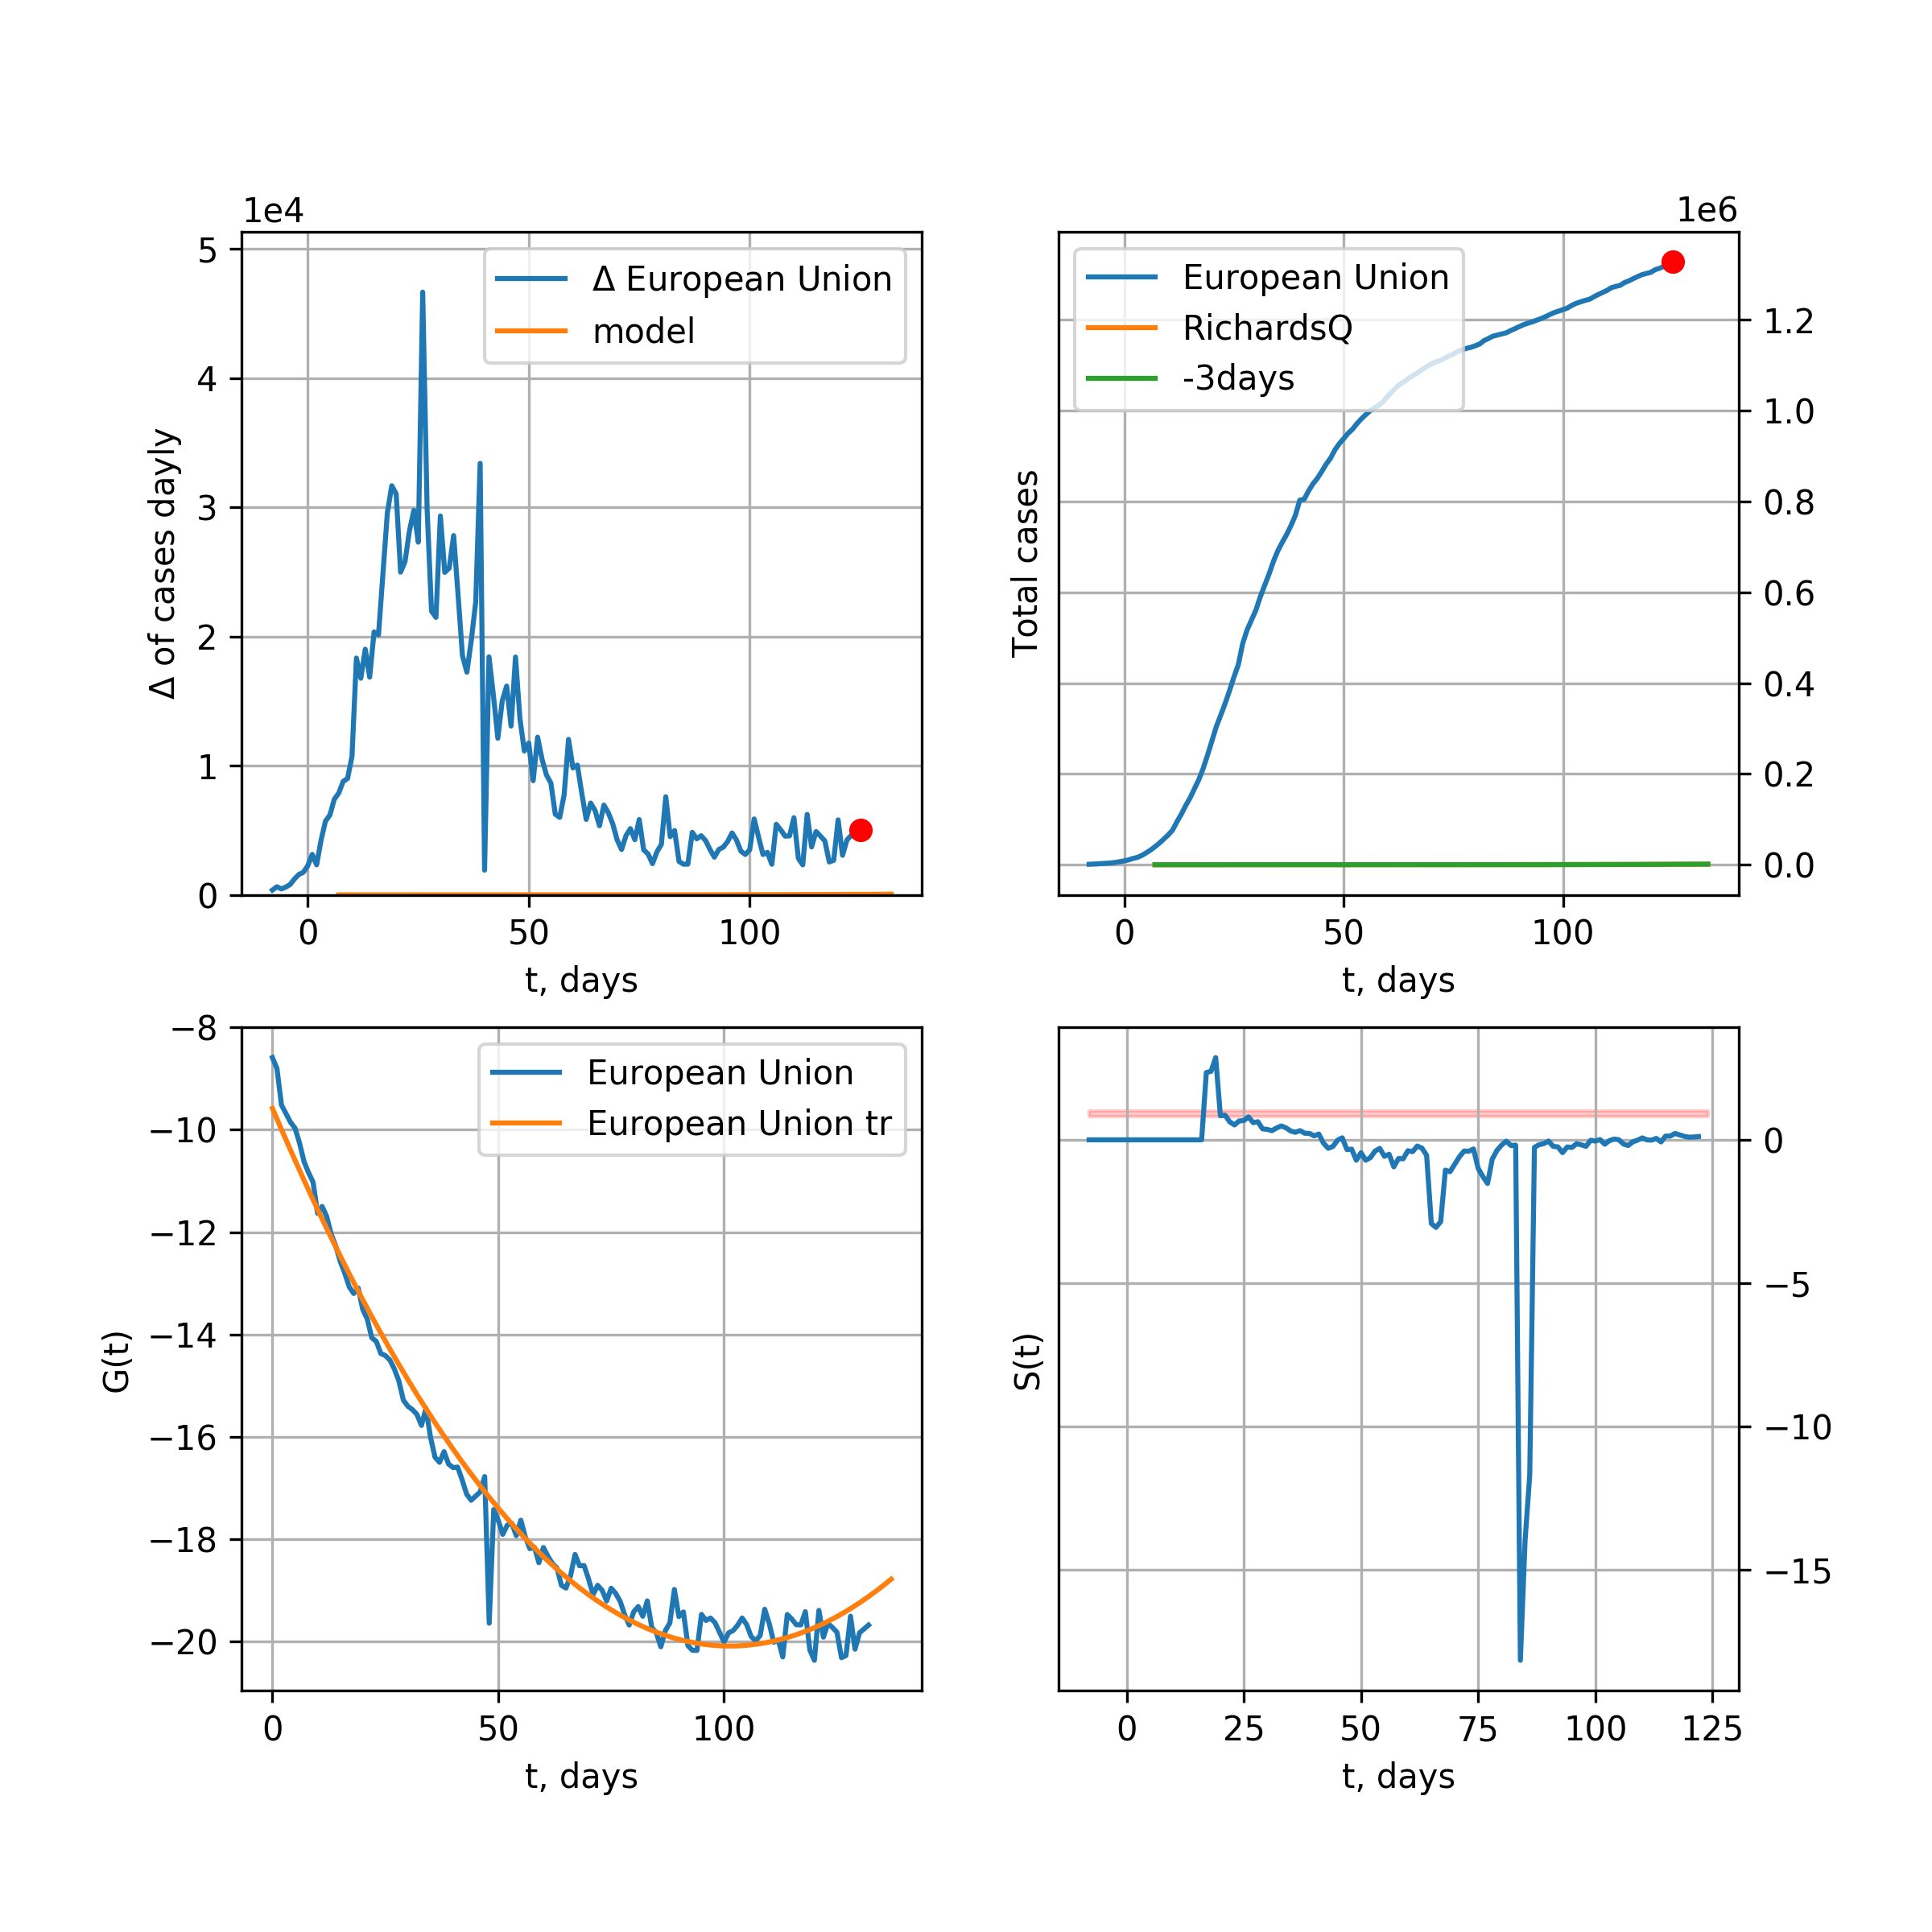 1e4
5
4
3
2
1
0
Δ of cases dayly
Δ European Union
model
0 50 100
t, days
1e6
European Union
RichardsQ
-3days
Total cases
1.2
1.0
0.8
0.6
0.4
0.2
0.0
0 50 100
t, days
−8
−10
−12
−14
−16
−18
−20
G(t)
European Union
European Union tr
0 50 100
t, days
S(t)
0
−5
−10
−15
0 25 50 75 100 125
t, days